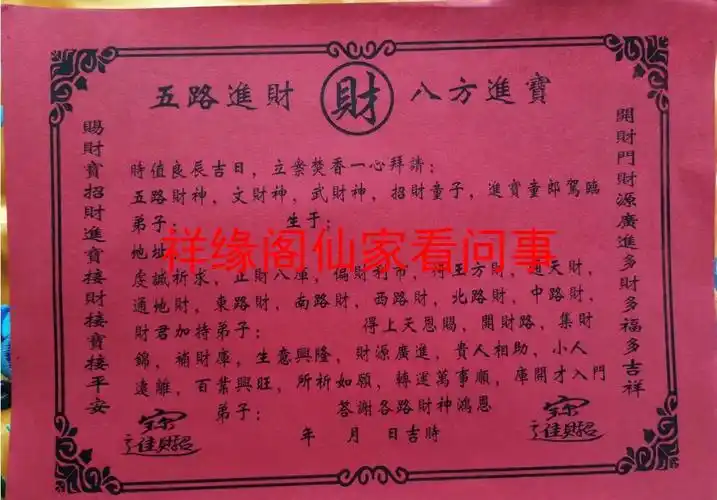 五路進財 財 八方進寶
開財門財源廣進多財多福多吉祥
時值良辰吉日，立案焚香一心拜請：
五路財神，文財神，武財神，招財童子，進寶童郎駕臨
弟子： 生于：
地址
祥缘阁仙家看问事
虔誠祈求，正財八庫，偏財利市，得五方財，通天財，
通地財，東路財，南路財，西路財，北路財，中路財，
財君加持弟子； 得上天恩賜，開財路，集財
錦，補財庫，生意興隆，財源廣進，貴人相助，小人
遠離，百業興旺，所祈如願，轉運萬事順，庫開才入門
弟子： 答謝各路財神鴻恩
年 月 日吉時
賜財寶招財進寶接財接寶接平安